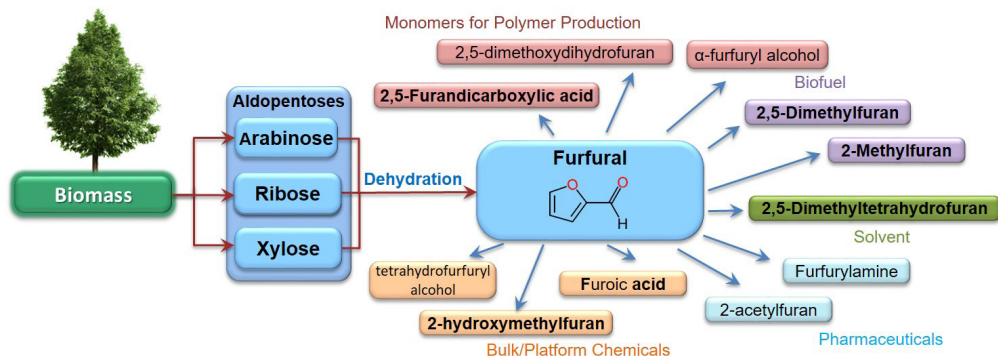 Monomers for Polymer Production
2,5-dimethoxydihydrofuran
α-furfuryl alcohol
Biofuel
2,5-Furandicarboxylic acid
Aldopentoses
2,5-Dimethylfuran
Arabinose
Furfural
2-Methylfuran
O
O
H
Dehydration
Biomass
Ribose
2,5-Dimethyltetrahydrofuran
Solvent
Xylose
tetrahydrofurfuryl
alcohol
Furoic acid
Furfurylamine
2-acetylfuran
2-hydroxymethylfuran
Bulk/Platform Chemicals
Pharmaceuticals